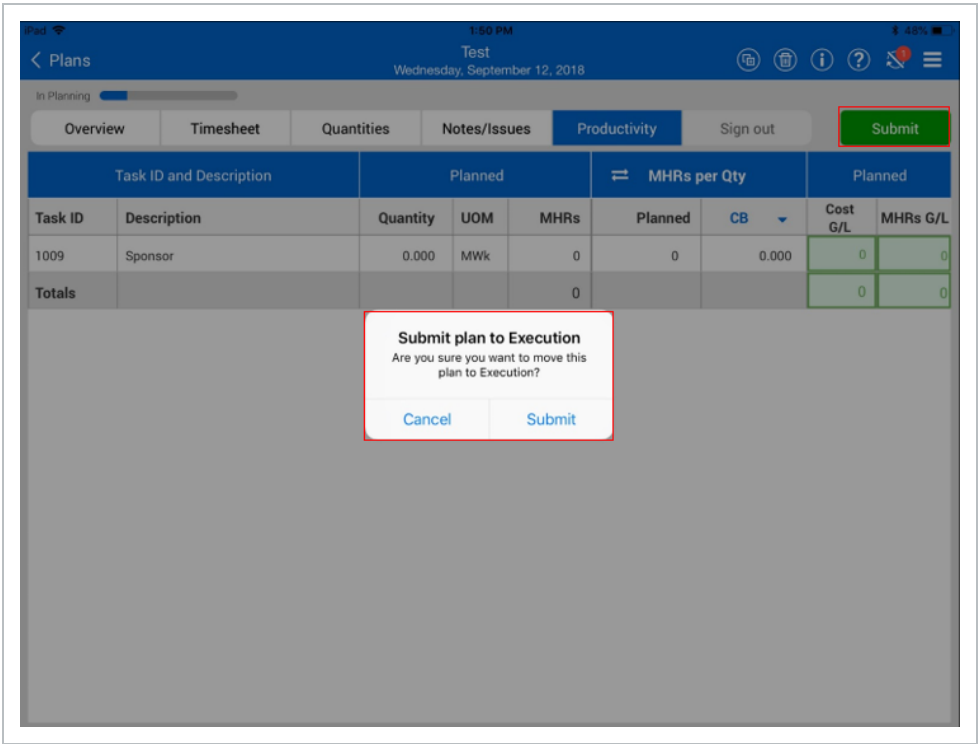 iPad 1:50 PM 48%
Plans
Test
Wednesday, September 12, 2018
1
In Planning
Overview Timesheet Quantities Notes/Issues Productivity Sign out Submit
Task ID and Description Planned MHRs per Qty Planned
Task ID Description Quantity UOM MHRs Planned CB Cost G/L MHRs G/L
1009 Sponsor 0.000 MWk 0 0 0.000 0 0
Totals 0 0 0
Submit plan to Execution
Are you sure you want to move this
plan to Execution?
Cancel Submit